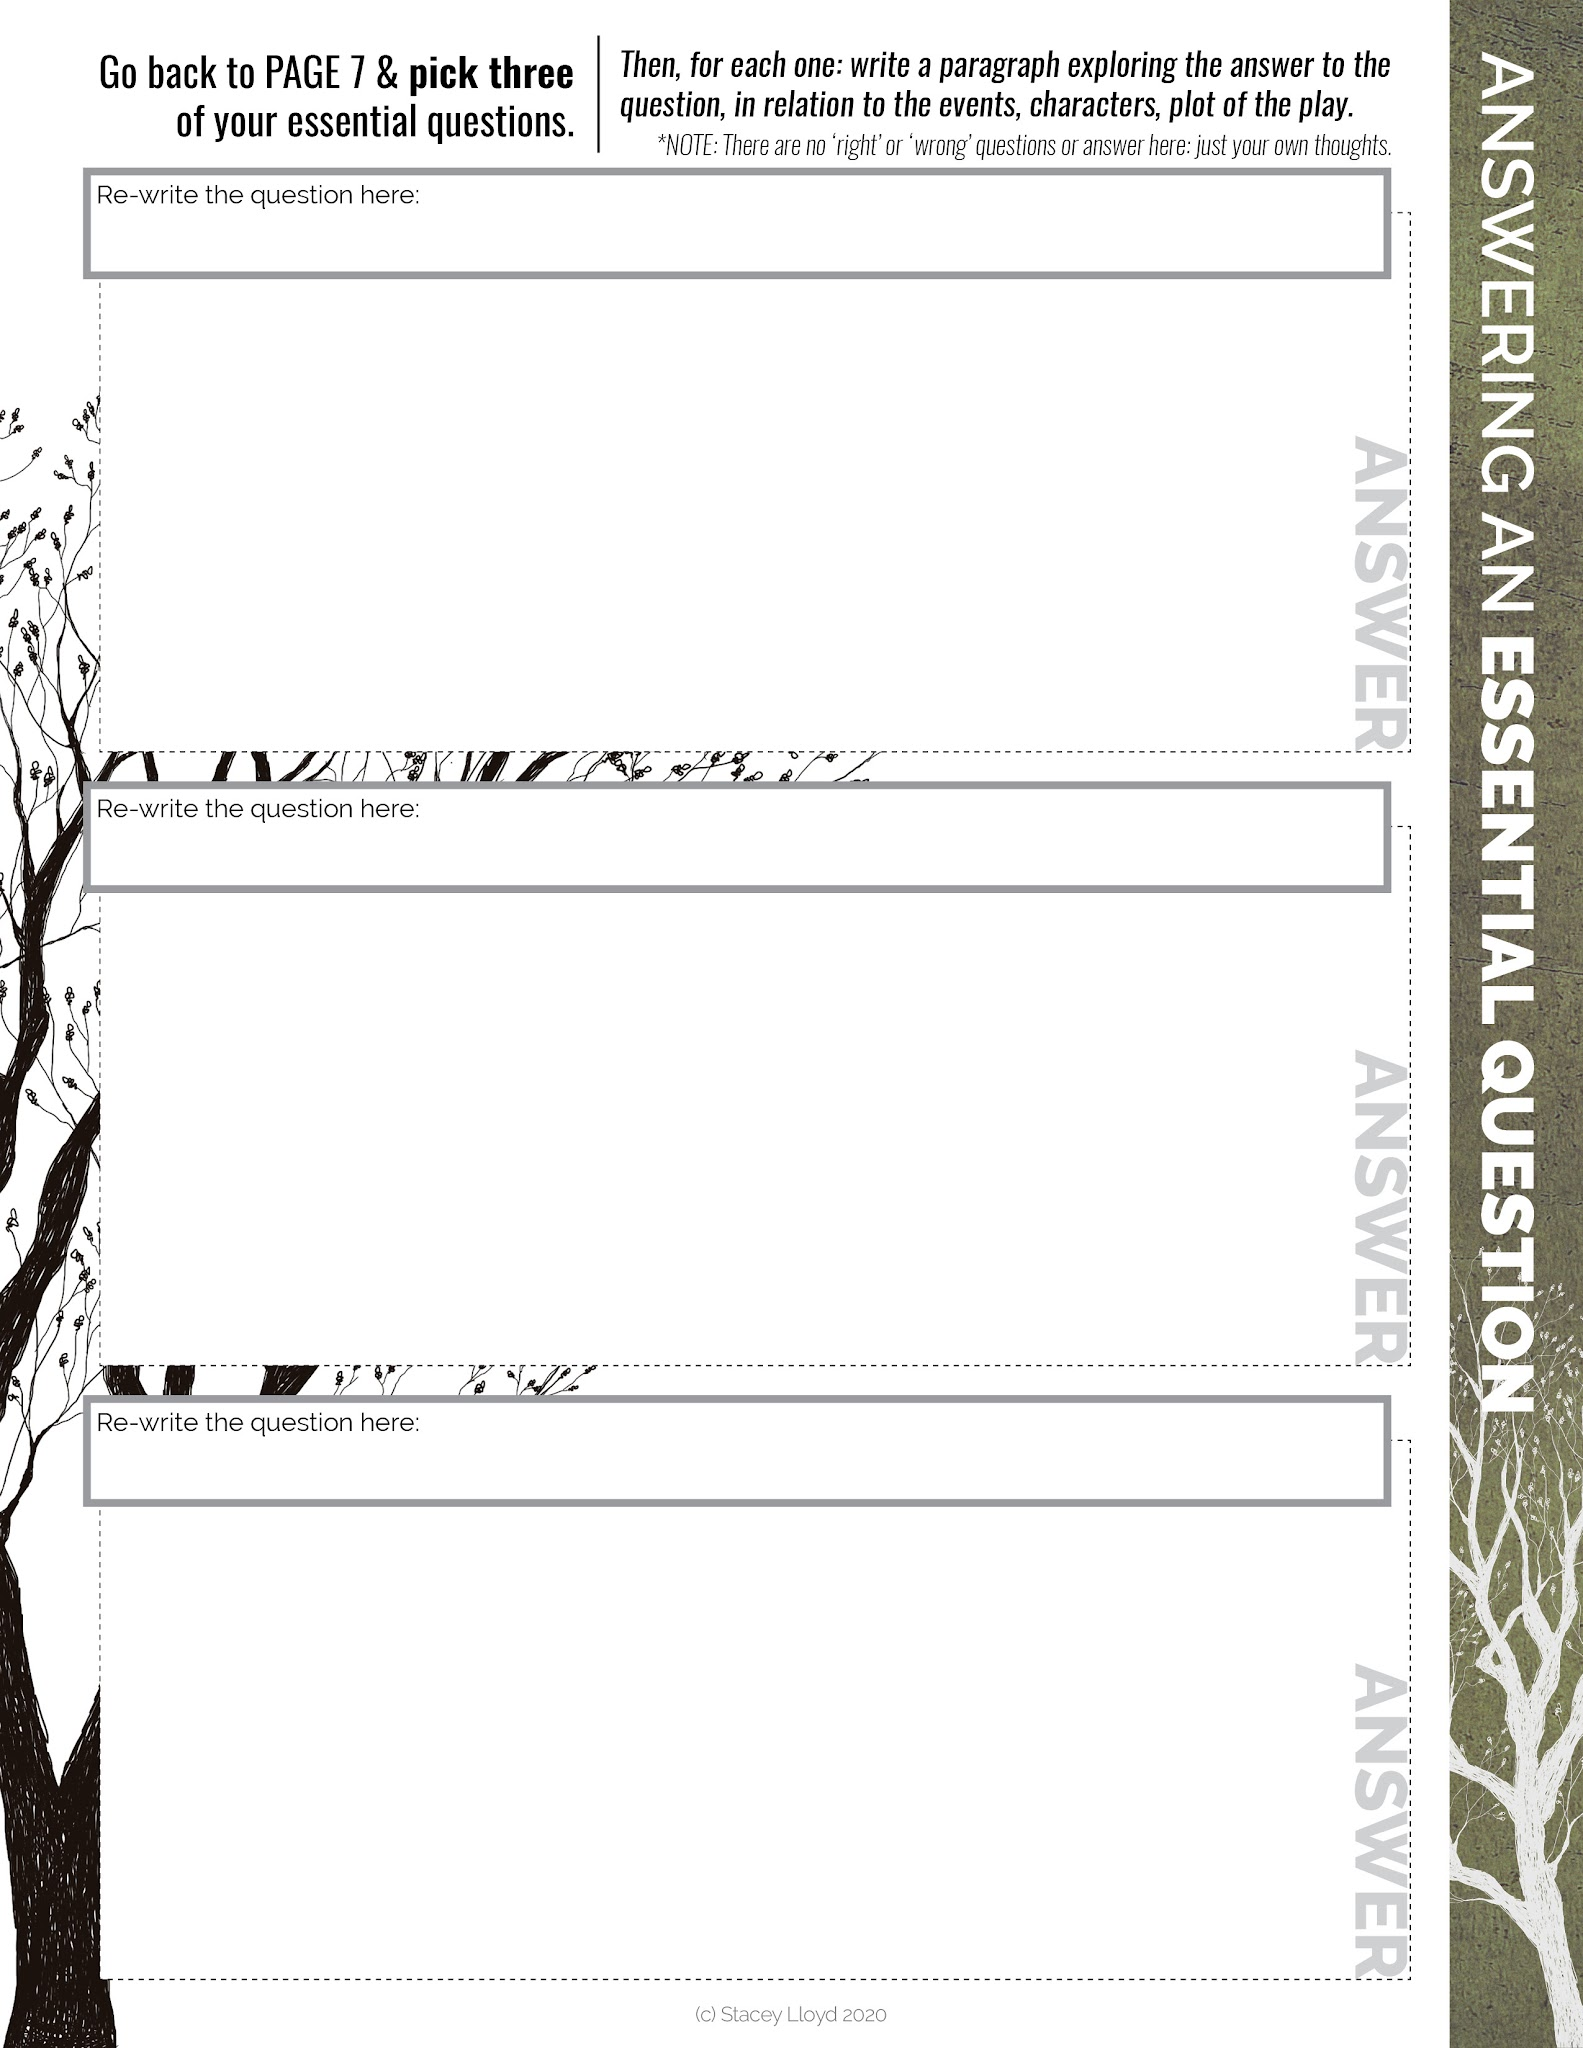 Go back to PAGE 7 & pick three
of your essential questions.
Then, for each one: write a paragraph exploring the answer to the
question, in relation to the events, characters, plot of the play.
*NOTE: There are no ‘right’ or ‘wrong’ questions or answer here: just your own thoughts.
Re-write the question here:
ANSWER
Re-write the question here:
ANSWER
Re-write the question here:
ANSWER
ANSWERING AN ESSENTIAL QUESTION
(c) Stacey Lloyd 2020